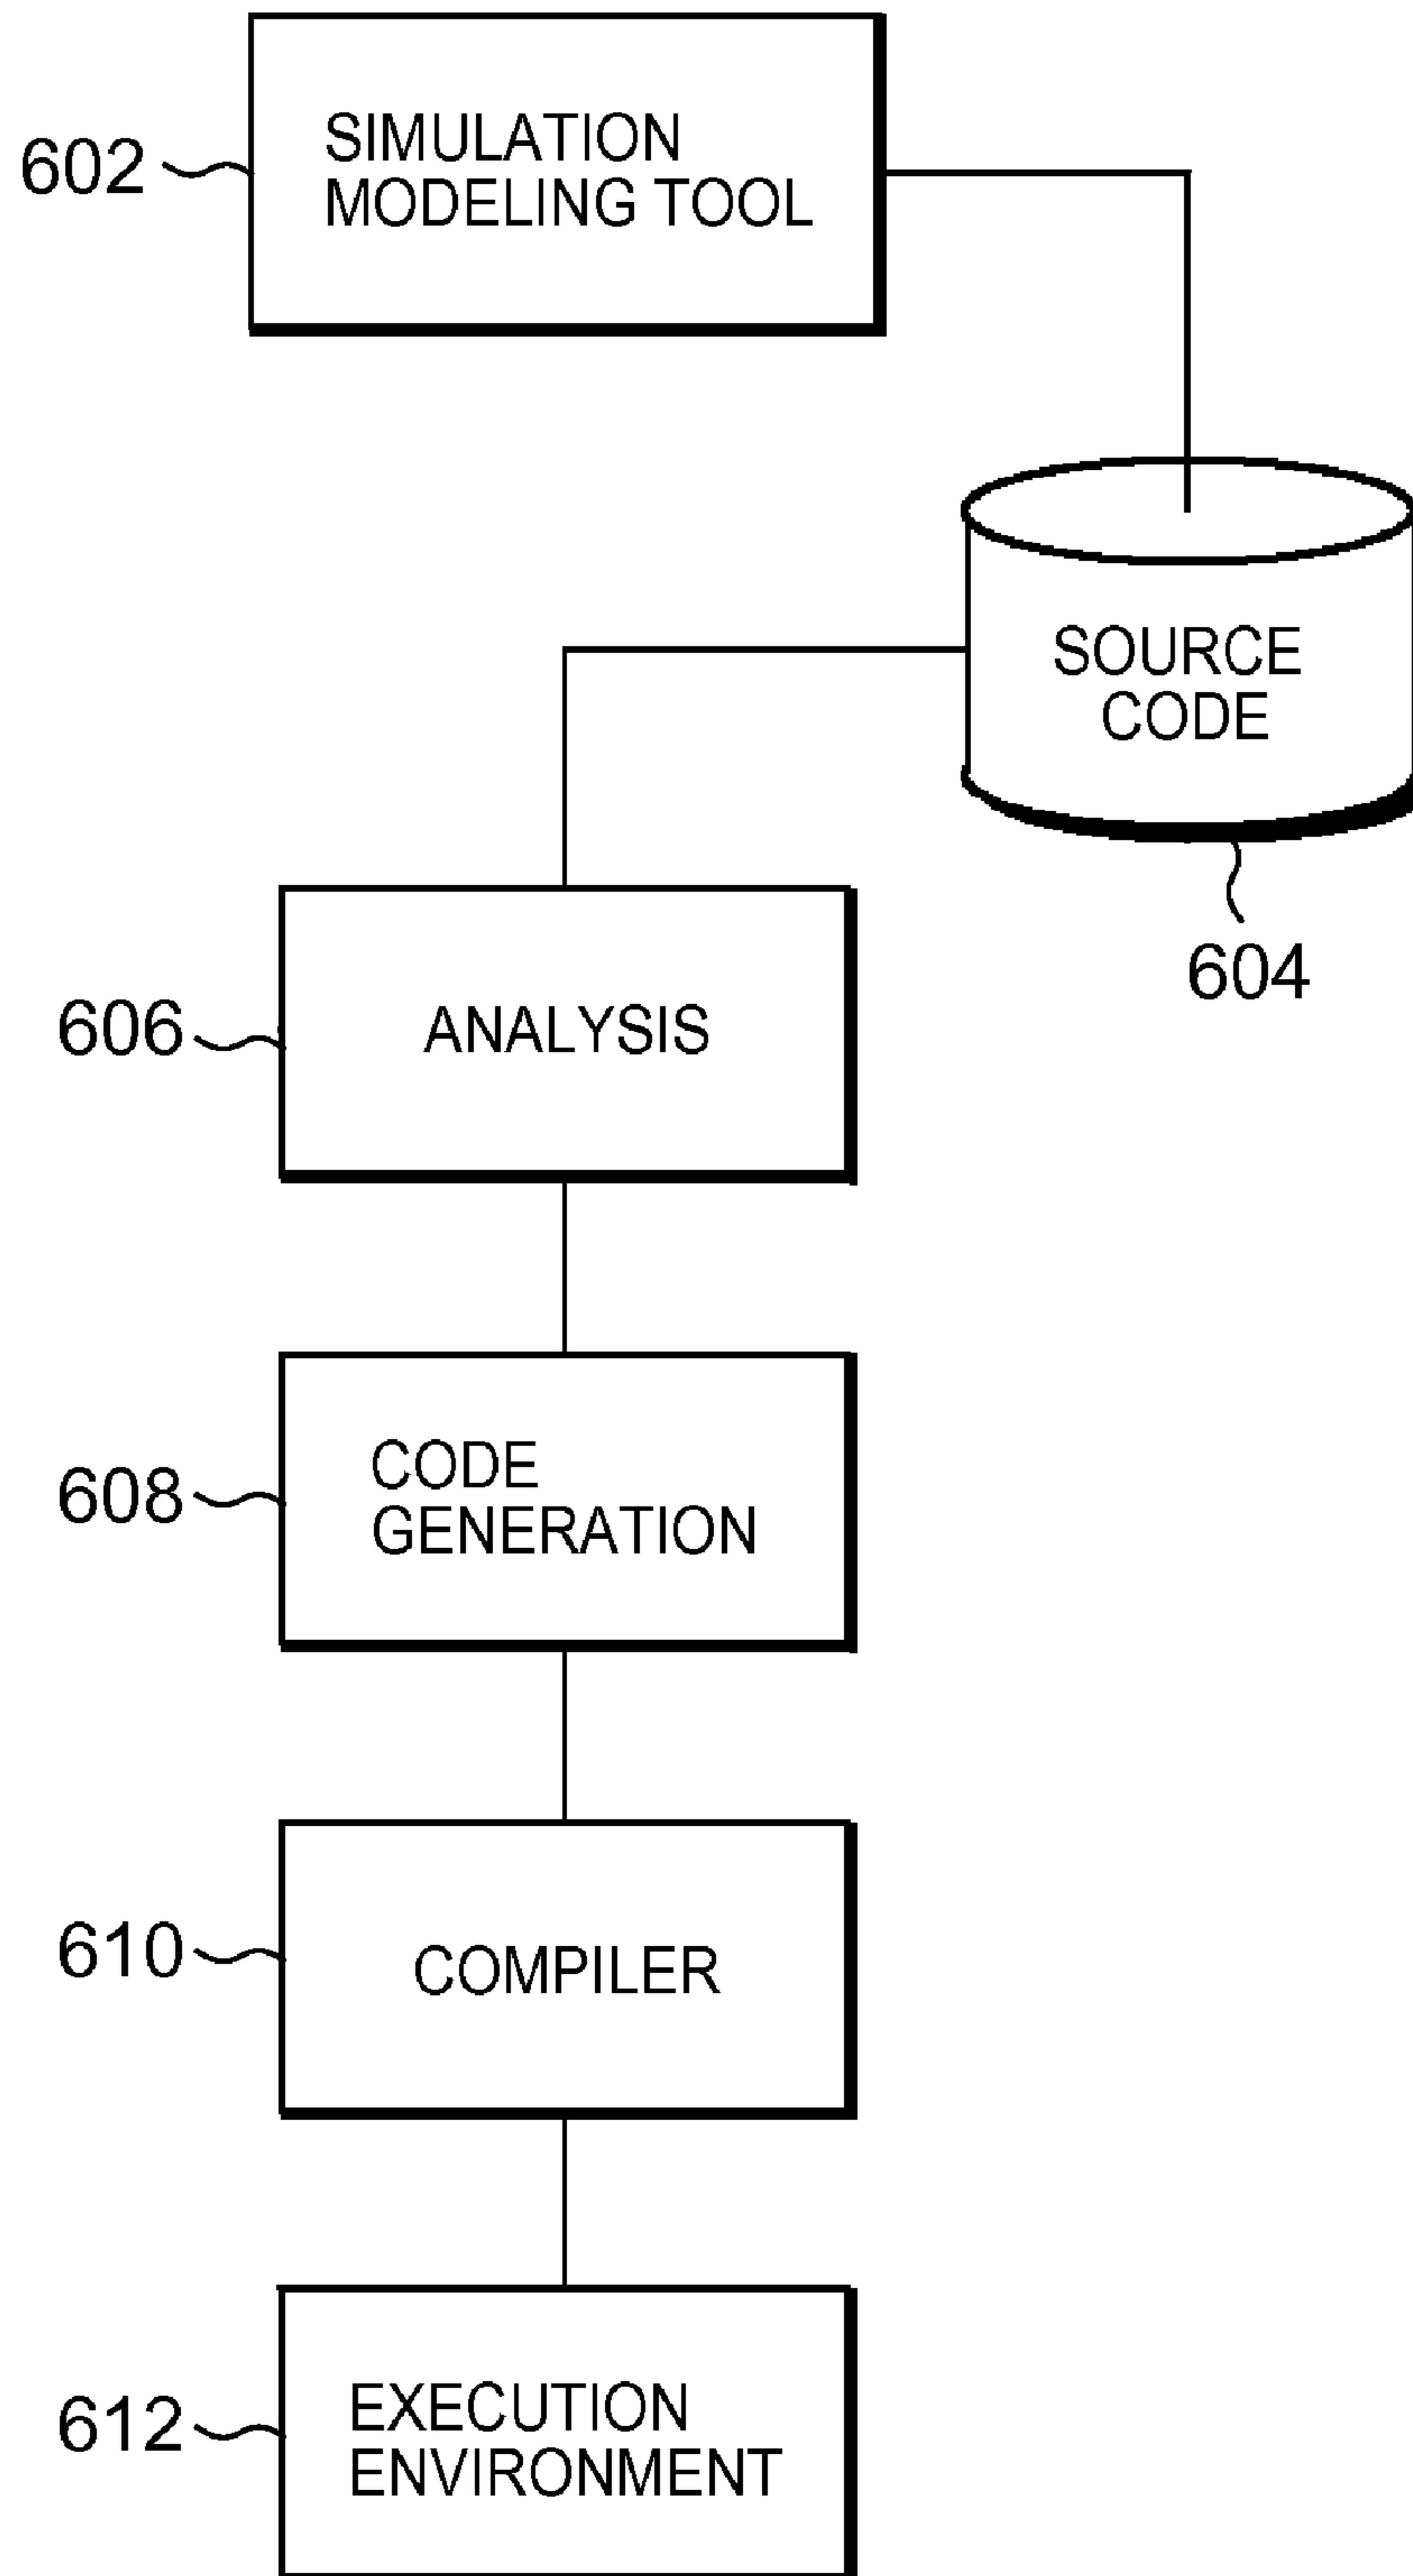 602
SIMULATION
MODELING TOOL
SOURCE
CODE
604
606
ANALYSIS
608
CODE
GENERATION
610
COMPILER
612
EXECUTION
ENVIRONMENT